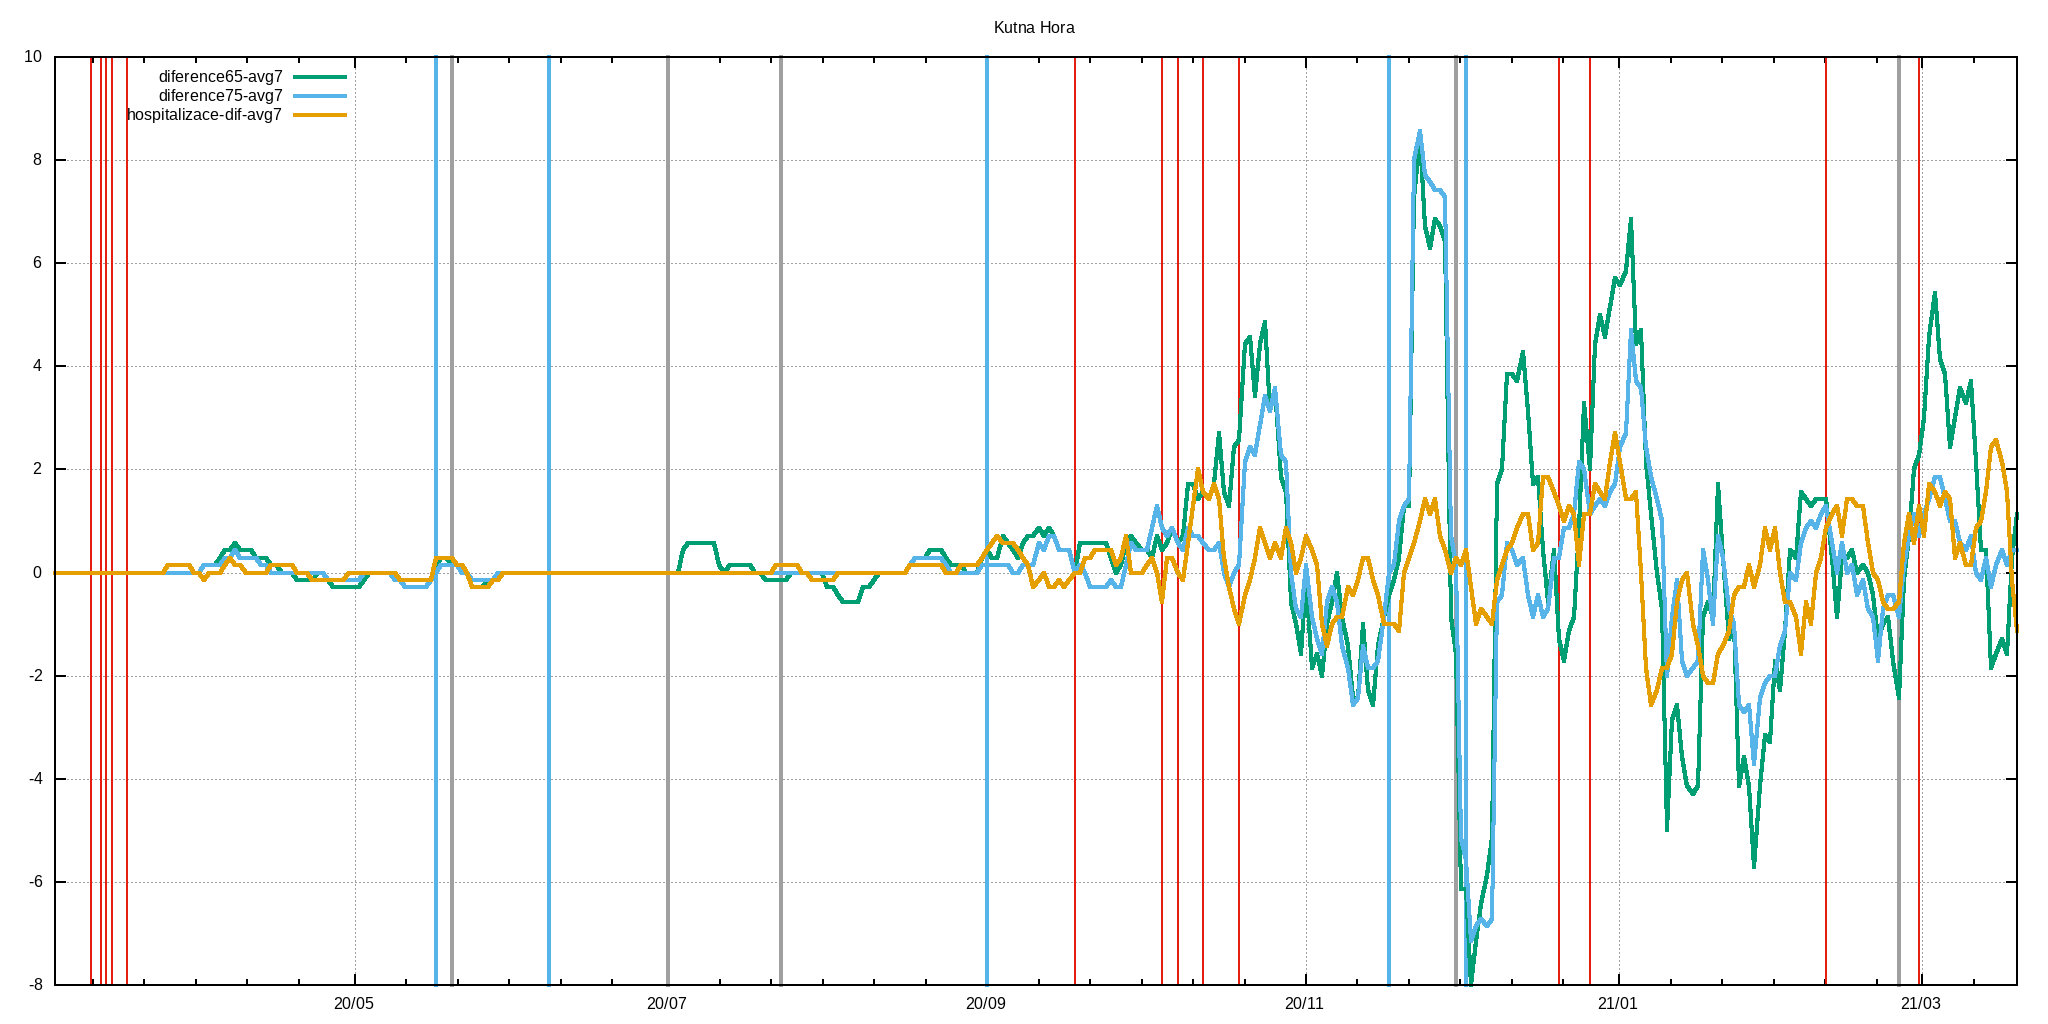 Kutna Hora
10
diference65-avg7
diference75-avg7
hospitalizace-dif-avg7
8
6
4
2
0
-2
-4
-6
-8
20/05 20/07 20/09 20/11 21/01 21/03